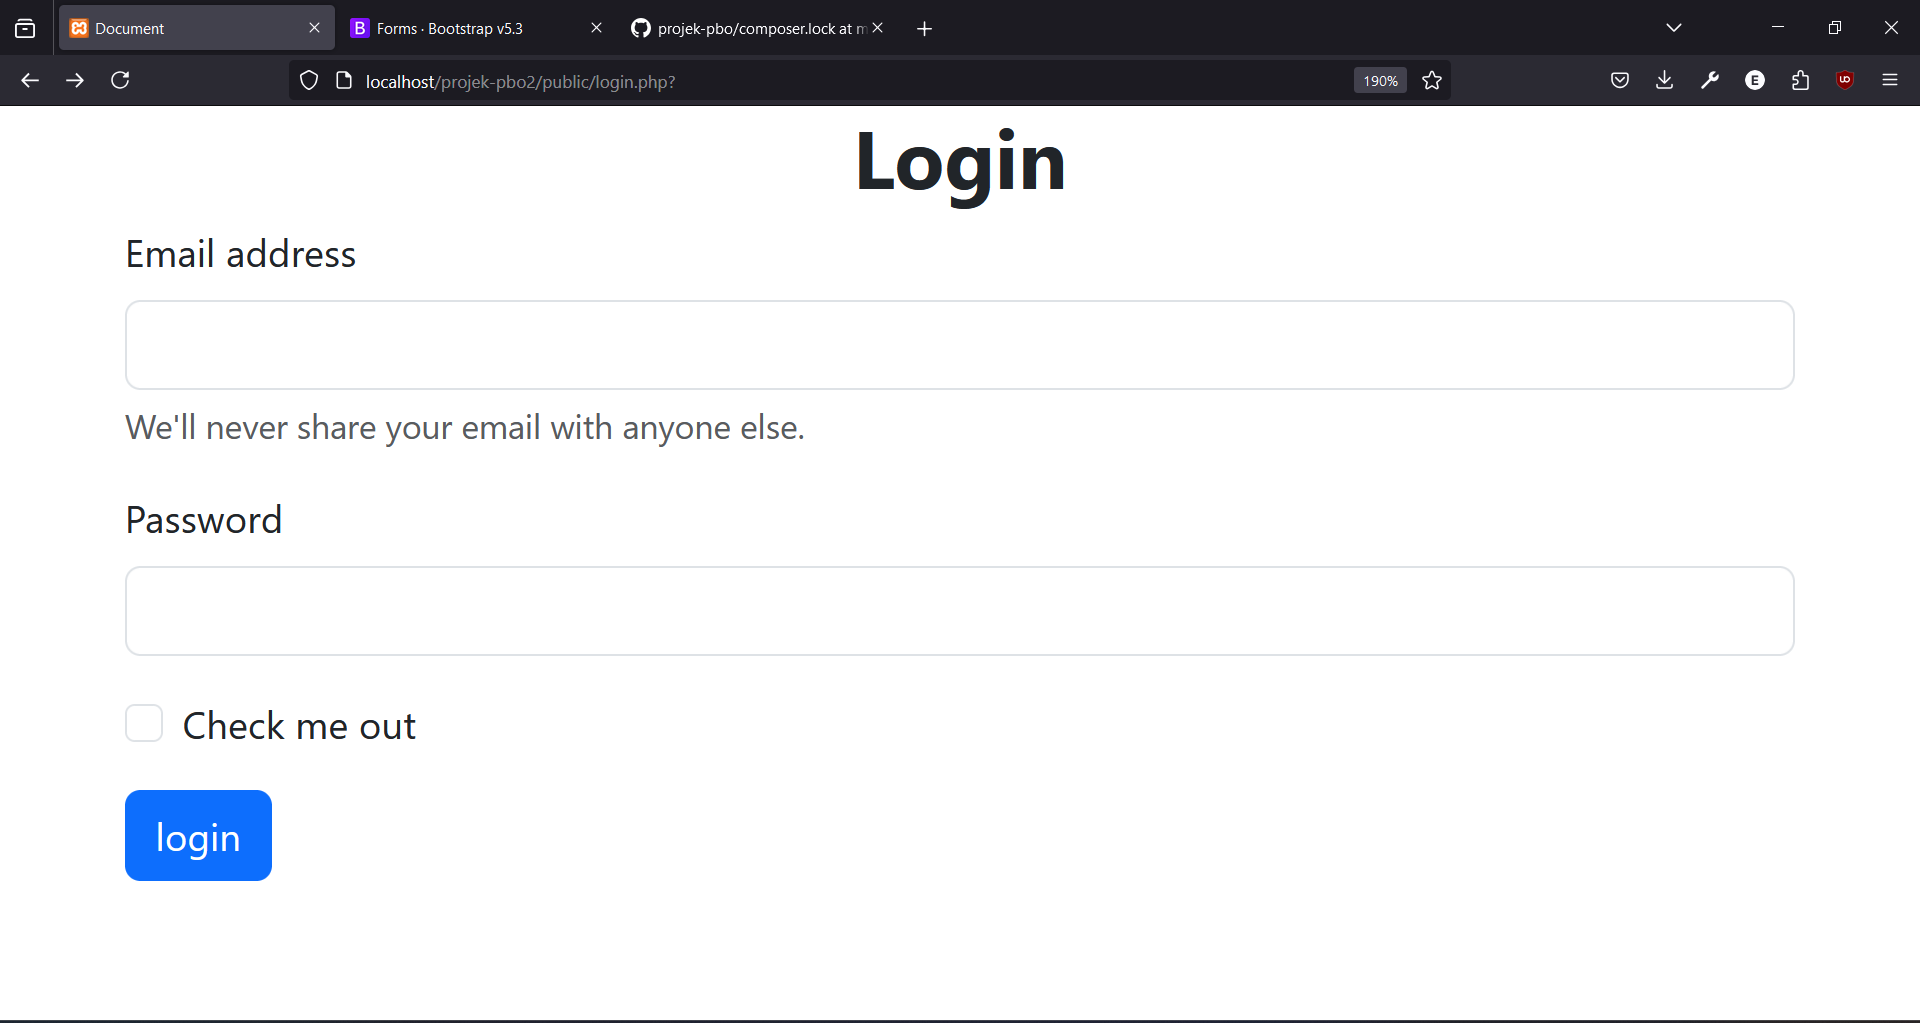 Document
Forms · Bootstrap v5.3
projek-pbo/composer.lock at m
localhost/projek-pbo2/public/login.php?
190%
E
Login
Email address
We'll never share your email with anyone else.
Password
Check me out
login